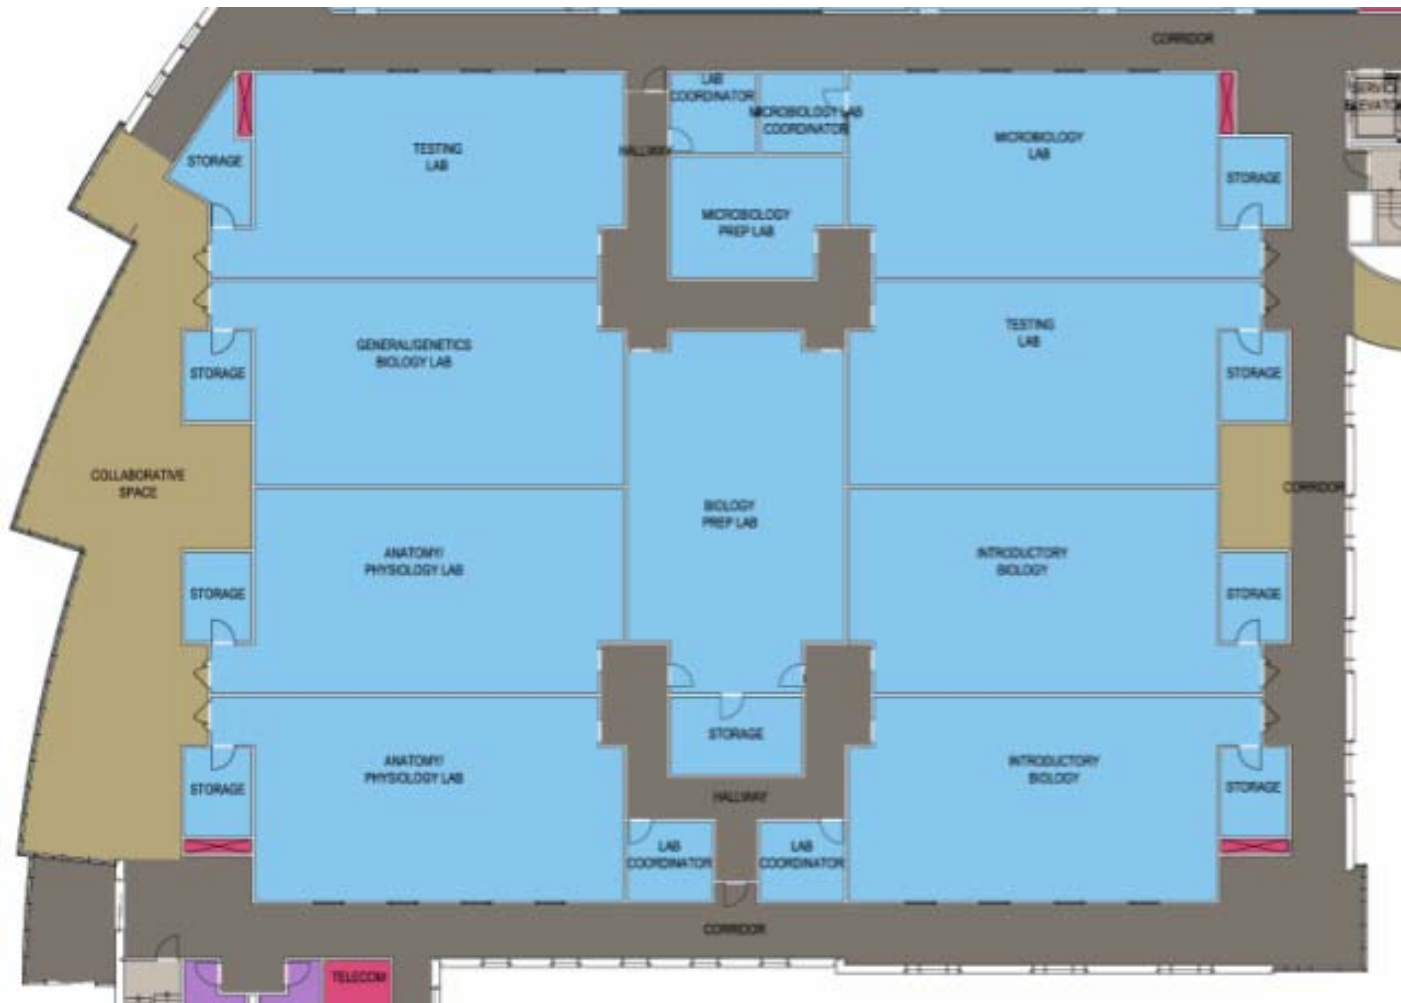 CORRIDOR
LAB
COORDINATOR
MICROBIOLOGY LAB
COORDINATOR
SERVICE
ELEVATOR
TESTING
LAB
HALLWAY
MICROBIOLOGY
LAB
STORAGE
STORAGE
MICROBIOLOGY
PREP LAB
GENERAL/GENETICS
BIOLOGY LAB
TESTING
LAB
STORAGE
STORAGE
COLLABORATIVE
SPACE
CORRIDOR
BIOLOGY
PREP LAB
ANATOMY/
PHYSIOLOGY LAB
INTRODUCTORY
BIOLOGY
STORAGE
STORAGE
STORAGE
ANATOMY/
PHYSIOLOGY LAB
INTRODUCTORY
BIOLOGY
STORAGE
STORAGE
HALLWAY
LAB
COORDINATOR
LAB
COORDINATOR
CORRIDOR
TELECOM